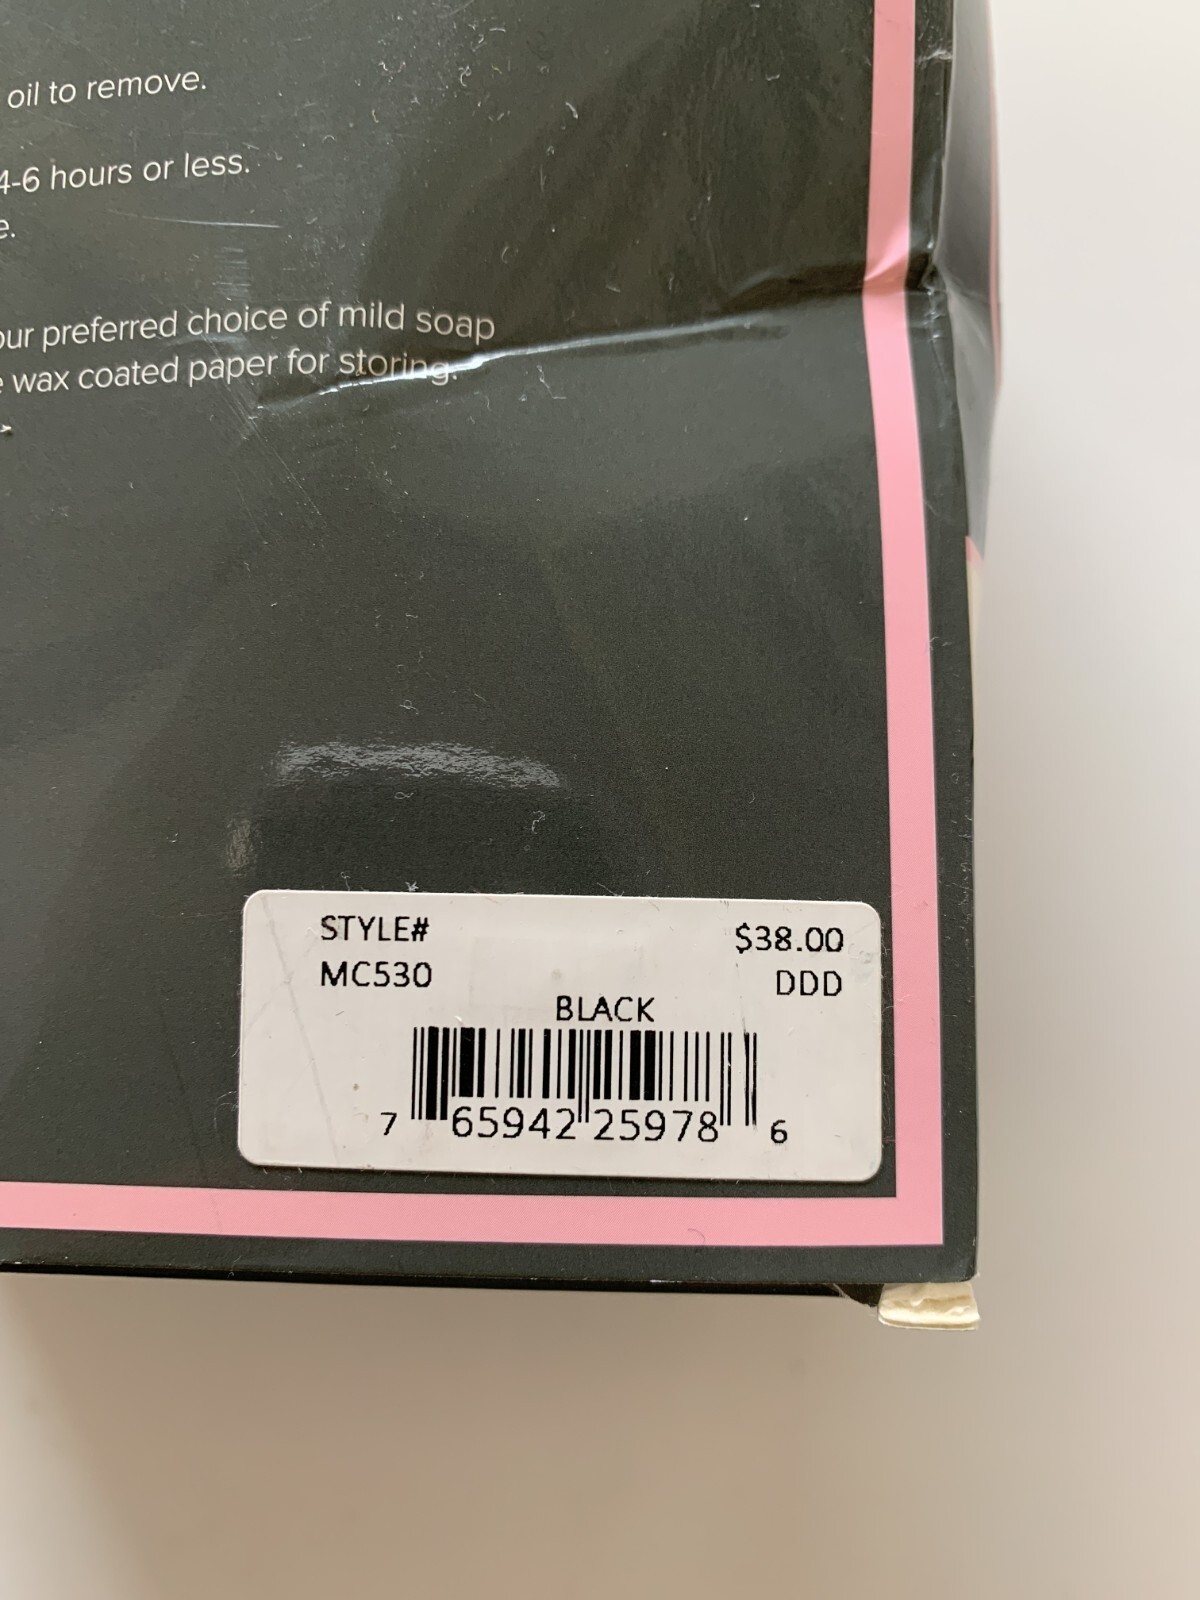 oil to remove.
4-6 hours or less.
e.
our preferred choice of mild soap
e wax coated paper for storing.
STYLE#
$38.00
MC530
DDD
BLACK
7 65942 25978 6